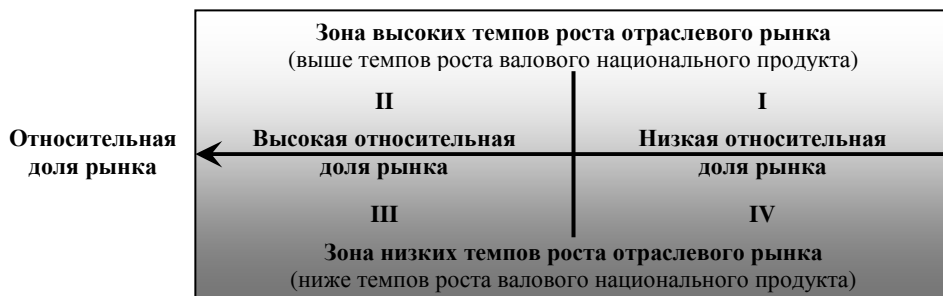 Зона высоких темпов роста отраслевого рынка
(выше темпов роста валового национального продукта)
II
I
Относительная
доля рынка
Высокая относительная
доля рынка
Низкая относительная
доля рынка
III
IV
Зона низких темпов роста отраслевого рынка
(ниже темпов роста валового национального продукта)